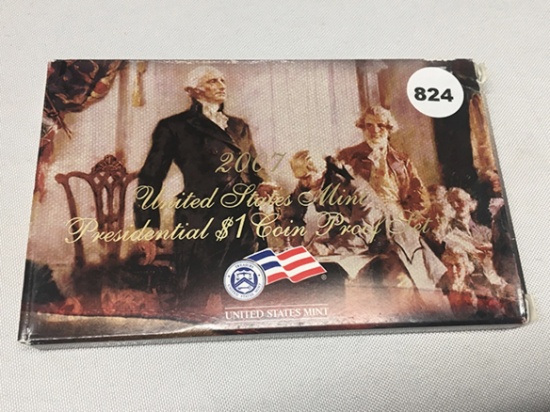 824
2007
United States Mint
Presidential $1 Coin Proof Set
UNITED STATES MINT